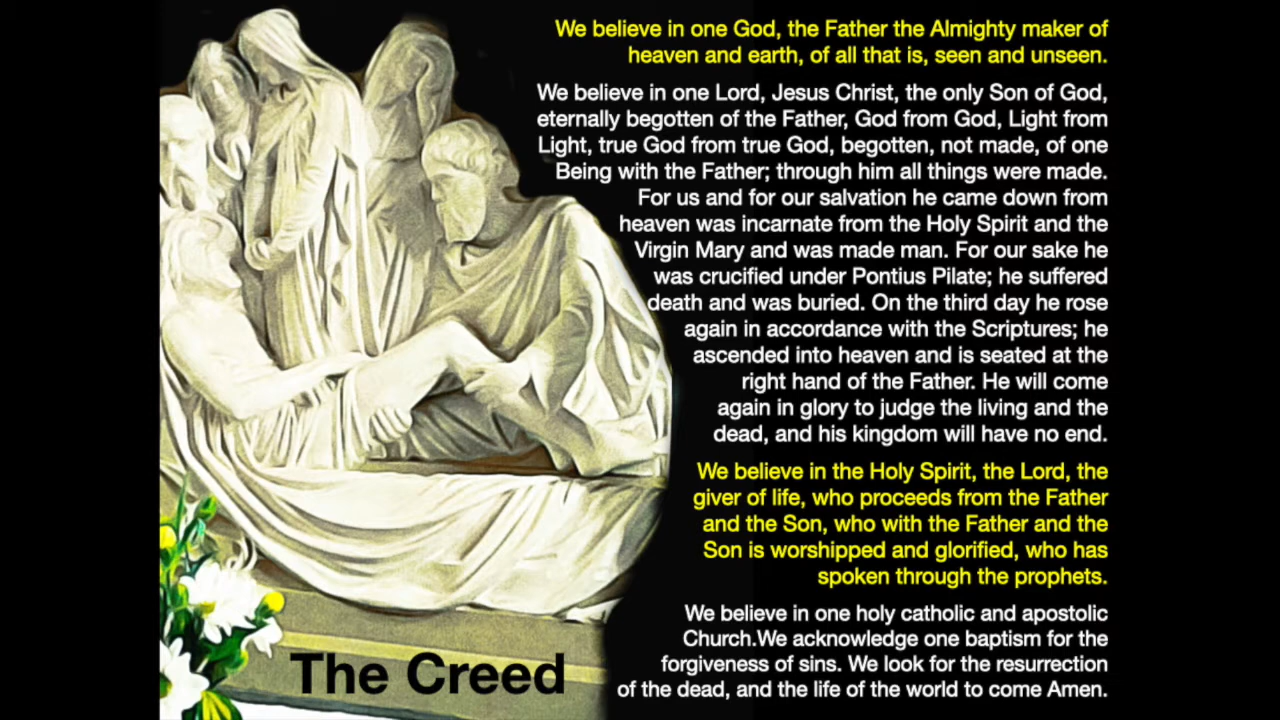 We believe in one God, the Father the Almighty maker of
heaven and earth, of all that is, seen and unseen.
We believe in one Lord, Jesus Christ, the only Son of God,
eternally begotten of the Father, God from God, Light from
Light, true God from true God, begotten, not made, of one
Being with the Father; through him all things were made.
For us and for our salvation he came down from
heaven was incarnate from the Holy Spirit and the
Virgin Mary and was made man. For our sake he
was crucified under Pontius Pilate; he suffered
death and was buried. On the third day he rose
again in accordance with the Scriptures; he
ascended into heaven and is seated at the
right hand of the Father. He will come
again in glory to judge the living and the
dead, and his kingdom will have no end.
We believe in the Holy Spirit, the Lord, the
giver of life, who proceeds from the Father
and the Son, who with the Father and the
Son is worshipped and glorified, who has
spoken through the prophets.
We believe in one holy catholic and apostolic
Church.We acknowledge one baptism for the
forgiveness of sins. We look for the resurrection
of the dead, and the life of the world to come Amen.
The Creed